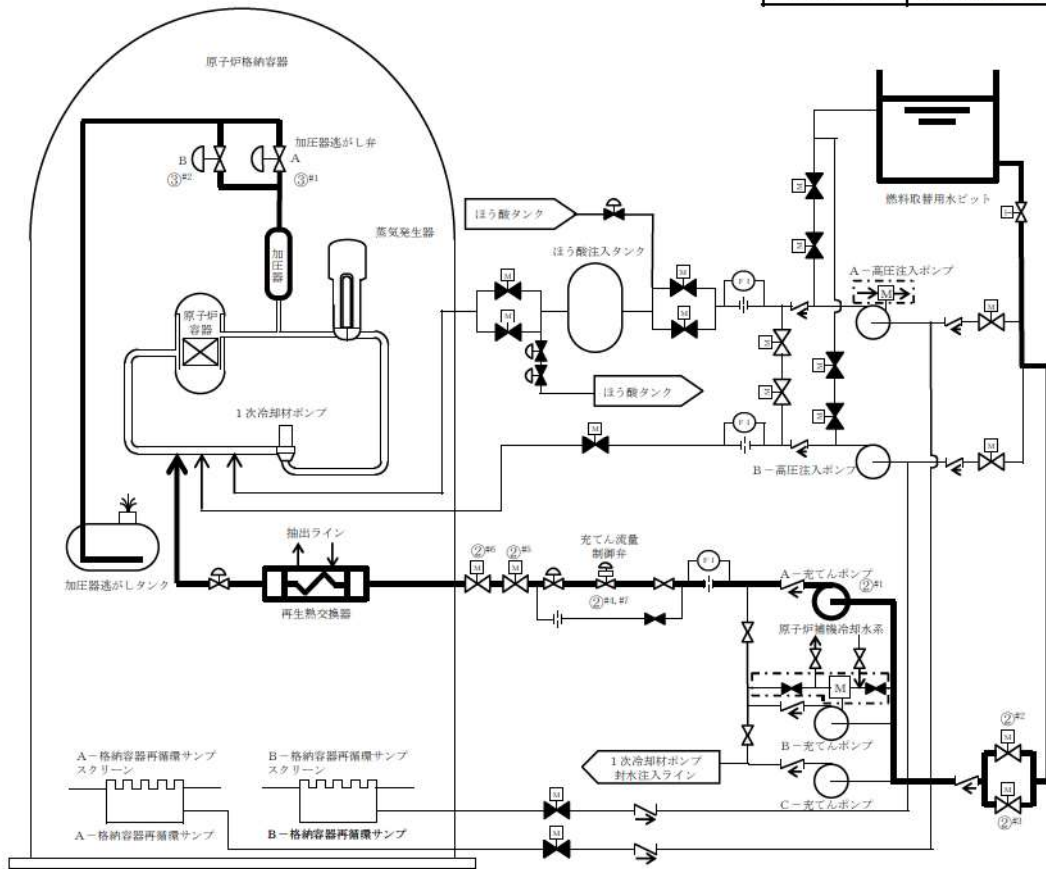 原子炉格納容器
加圧器逃がし弁
B
A
③#2
③#1
蒸気発生器
加圧器
原子炉
容器
1次冷却材ポンプ
加圧器逃がしタンク
抽出ライン
再生熱交換器
ほう酸タンク
ほう酸注入タンク
M
M
M
M
FI
ほう酸タンク
M
FI
M
M
M
M
M
M
燃料取替用水ピット
M
A-高圧注入ポンプ
M
M
B-高圧注入ポンプ
M
②#6
②#5
M
M
充てん流量
制御弁
②#4,#7
FI
A-充てんポンプ
②#1
原子炉補機冷却水系
M
B-充てんポンプ
1次冷却材ポンプ
封水注入ライン
C-充てんポンプ
②#2
M
M
②#3
A-格納容器再循環サンプ
スクリーン
B-格納容器再循環サンプ
スクリーン
A-格納容器再循環サンプ
B-格納容器再循環サンプ
M
M